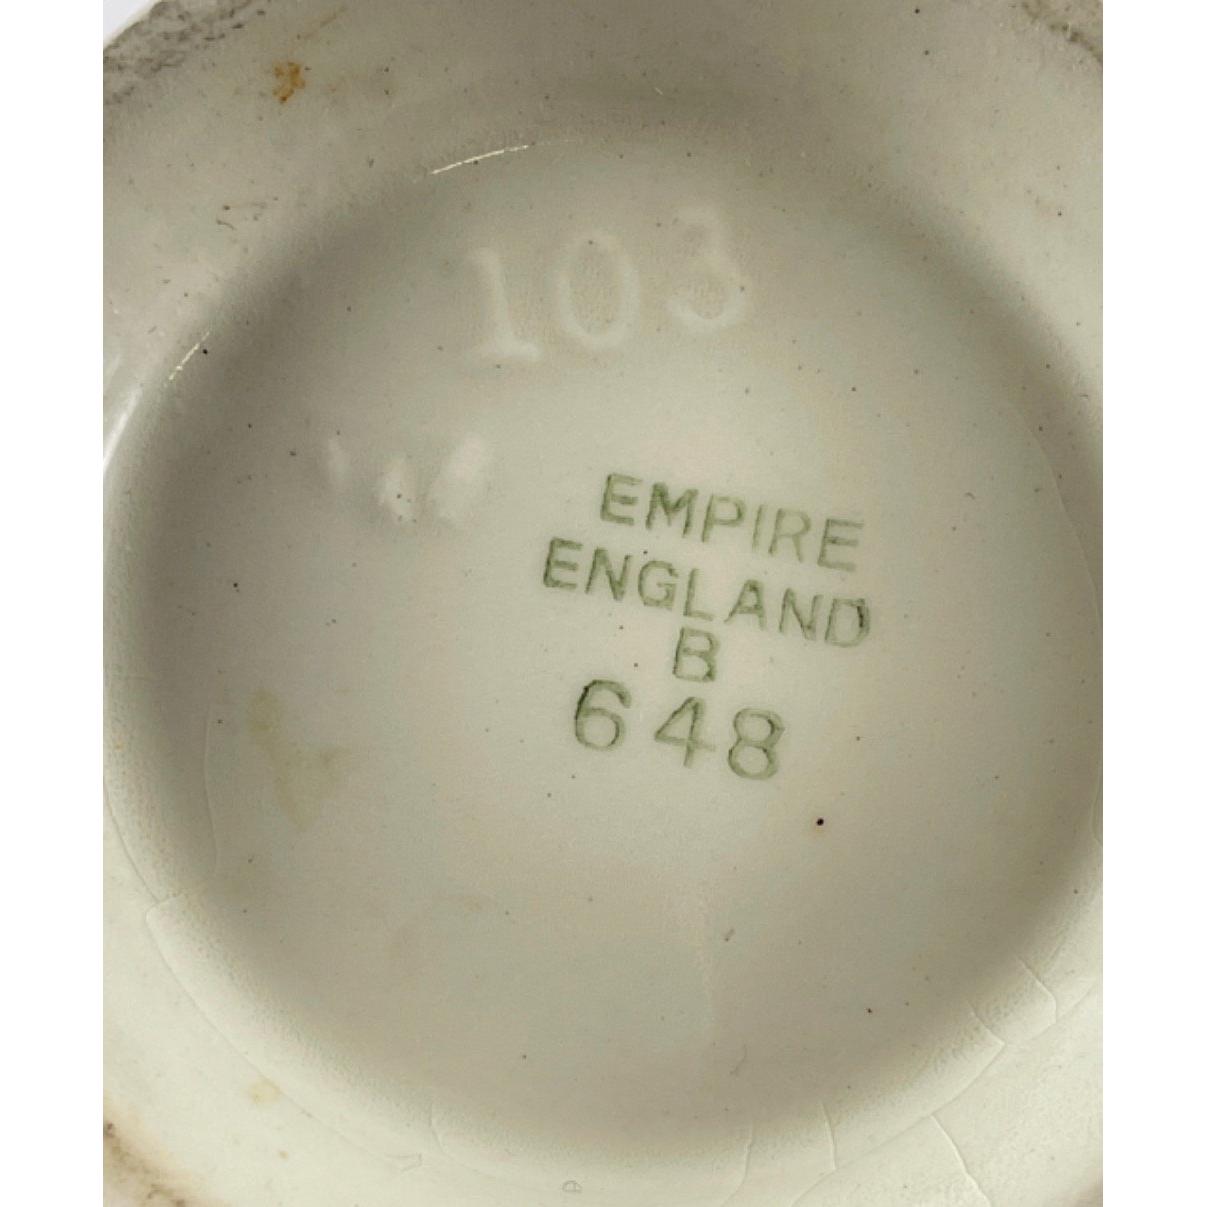 103
EMPIRE
ENGLAND
B
648